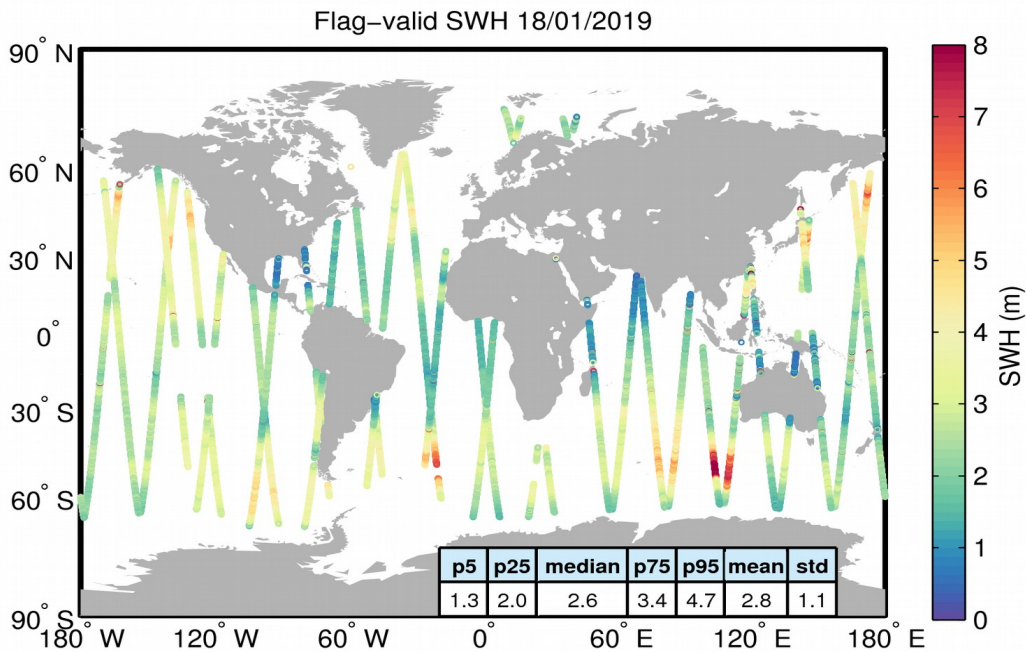 Flag−valid SWH 18/01/2019
90° N
60° N
30° N
0°
30° S
60° S
90° S
180° W
120° W
60° W
0°
60° E
120° E
180° E
p5 p25 median p75 p95 mean std
1.3 2.0 2.6 3.4 4.7 2.8 1.1
8
7
6
5
4
3
2
1
0
SWH (m)